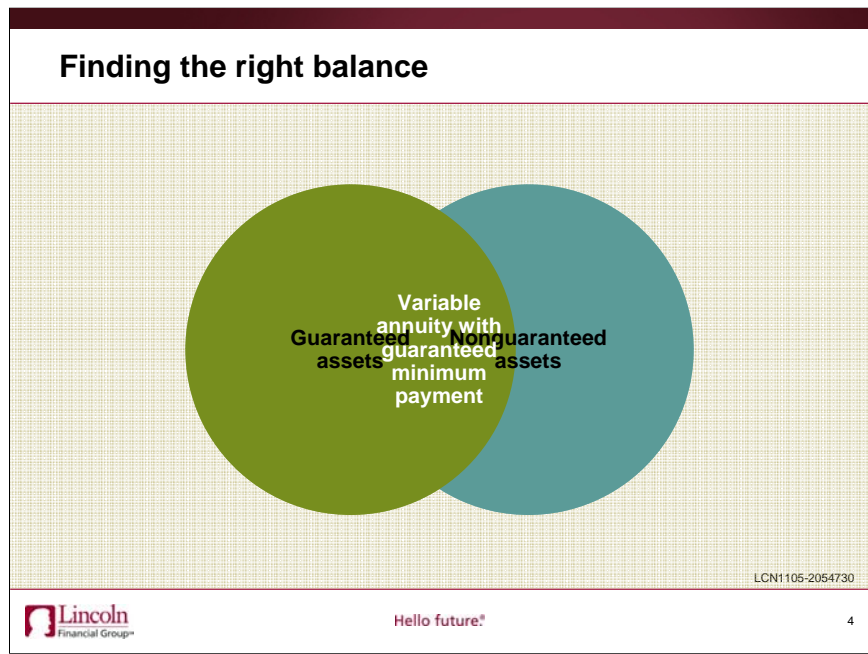 Finding the right balance
Guaranteed
assets
Variable
annuity with
guaranteed
minimum
payment
Nonguaranteed
assets
LCN1105-2054730
Lincoln
Financial Group℠
Hello future.®
4